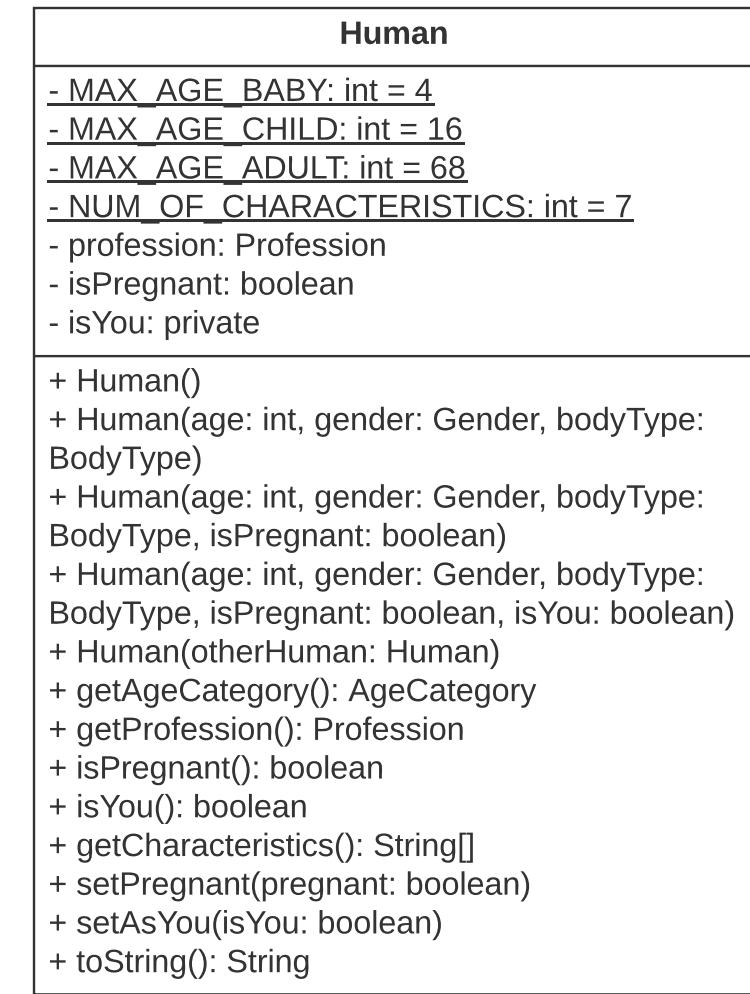 Human
- MAX_AGE_BABY: int = 4
- MAX_AGE_CHILD: int = 16
- MAX_AGE_ADULT: int = 68
- NUM_OF_CHARACTERISTICS: int = 7
- profession: Profession
- isPregnant: boolean
- isYou: private
+ Human()
+ Human(age: int, gender: Gender, bodyType:
BodyType)
+ Human(age: int, gender: Gender, bodyType:
BodyType, isPregnant: boolean)
+ Human(age: int, gender: Gender, bodyType:
BodyType, isPregnant: boolean, isYou: boolean)
+ Human(otherHuman: Human)
+ getAgeCategory(): AgeCategory
+ getProfession(): Profession
+ isPregnant(): boolean
+ isYou(): boolean
+ getCharacteristics(): String[]
+ setPregnant(pregnant: boolean)
+ setAsYou(isYou: boolean)
+ toString(): String